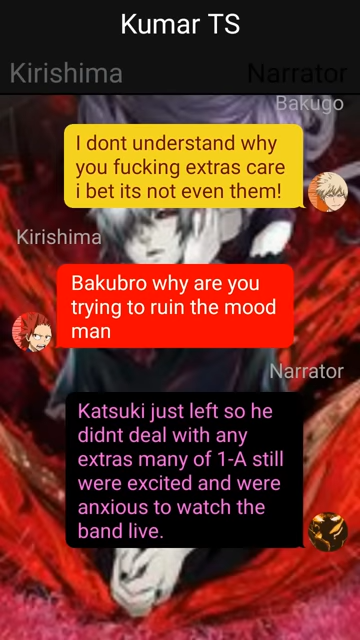 Kumar TS
Kirishima
Narrator
Bakugo
I dont understand why
you fucking extras care
i bet its not even them!
Kirishima
Bakubro why are you
trying to ruin the mood
man
Narrator
Katsuki just left so he
didnt deal with any
extras many of 1-A still
were excited and were
anxious to watch the
band live.